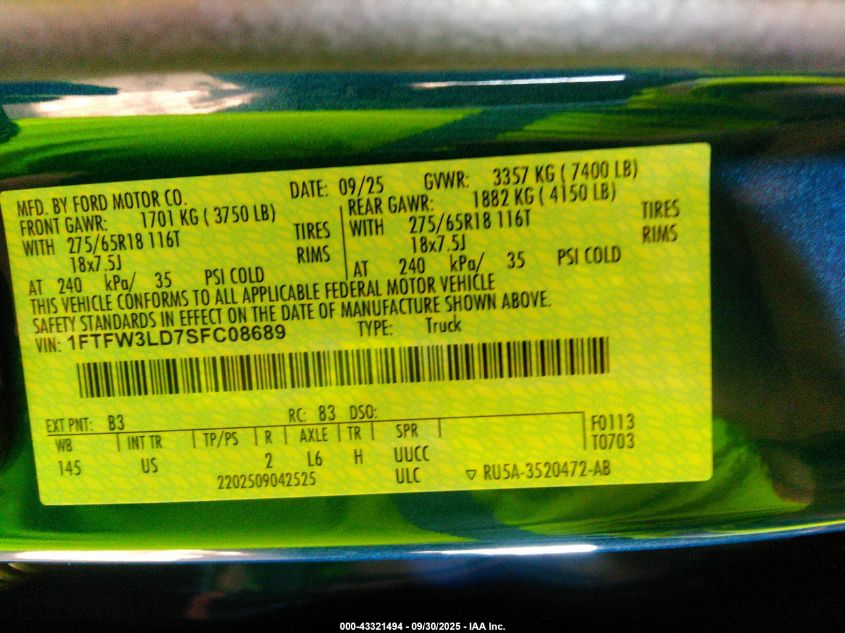 MFD. BY FORD MOTOR CO. DATE: 09/25 GVWR: 3357 KG ( 7400 LB)
FRONT GAWR: 1701 KG ( 3750 LB) REAR GAWR: 1882 KG ( 4150 LB)
WITH 275/65R18 116T TIRES WITH 275/65R18 116T TIRES
18x7.5J RIMS 18x7.5J RIMS
AT 240 kPa/ 35 PSI COLD AT 240 kPa/ 35 PSI COLD
THIS VEHICLE CONFORMS TO ALL APPLICABLE FEDERAL MOTOR VEHICLE
SAFETY STANDARDS IN EFFECT ON THE DATE OF MANUFACTURE SHOWN ABOVE.
VIN: 1FTFW3LD7SFC08689 TYPE: Truck
EXT PNT: B3 RC: 83 DSO:
WB INT TR TP/PS R AXLE TR SPR F0113
145 US 2 L6 H UUCC T0703
2202509042525 ULC ▽ RU5A-3520472-AB
000-43321494 - 09/30/2025 - IAA Inc.